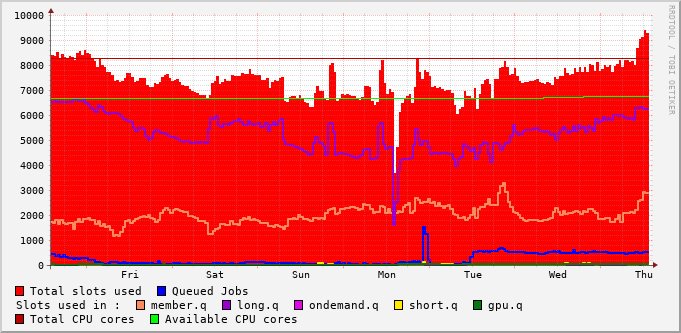 10000
9000
8000
7000
6000
5000
4000
3000
2000
1000
0
Fri Sat Sun Mon Tue Wed Thu
RRDTOOL / TOBI OETIKER
Total slots used Queued Jobs
Slots used in : member.q long.q ondemand.q short.q gpu.q
Total CPU cores Available CPU cores